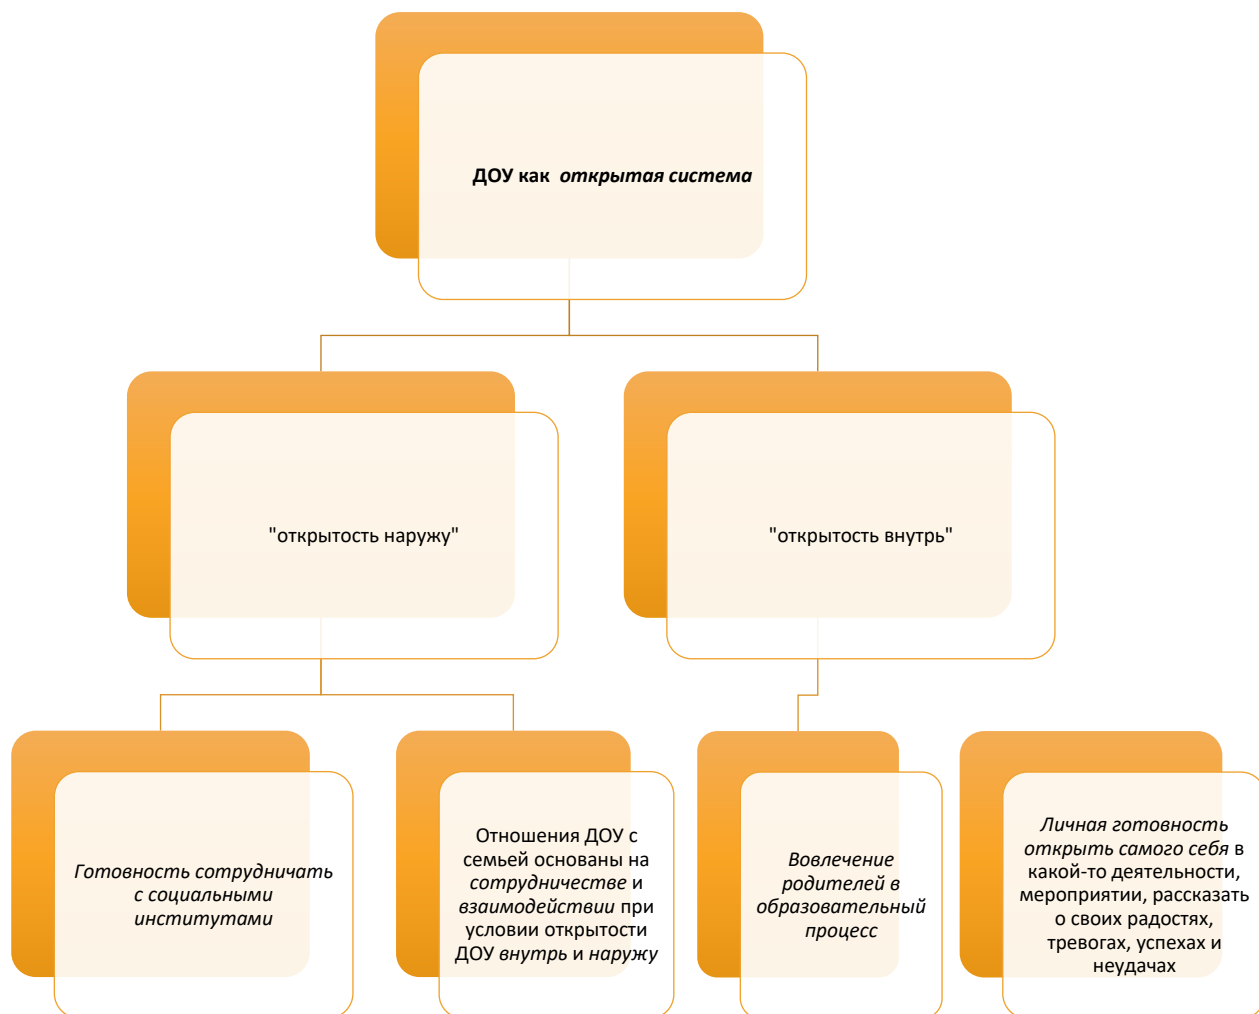 ДОУ как открытая система
"открытость наружу"
"открытость внутрь"
Готовность сотрудничать
с социальными
институтами
Отношения ДОУ с
семьей основаны на
сотрудничестве и
взаимодействии при
условии открытости
ДОУ внутрь и наружу
Вовлечение
родителей в
образовательный
процесс
Личная готовность
открыть самого себя в
какой-то деятельности,
мероприятии, рассказать
о своих радостях,
тревогах, успехах и
неудачах